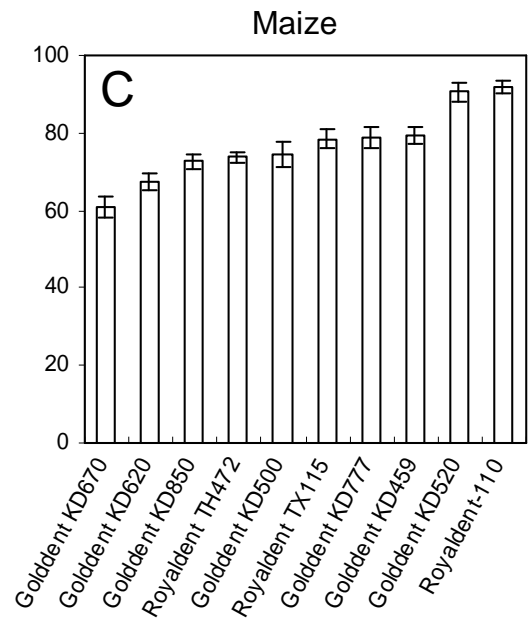 Maize
C
100
80
60
40
20
0
Golddent KD670
Golddent KD620
Golddent KD850
Royaldent TH472
Golddent KD500
Royaldent TX115
Golddent KD777
Golddent KD459
Golddent KD520
Royaldent-110